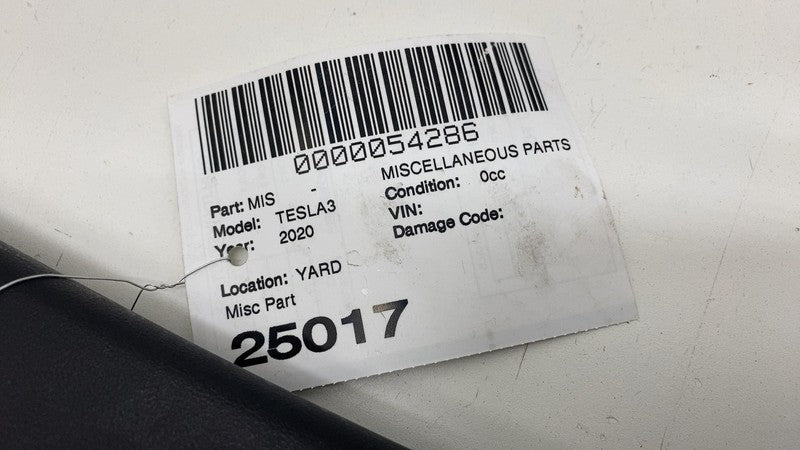 0000054286
Part: MIS - MISCELLANEOUS PARTS
Model: TESLA3 Condition: 0cc
Year: 2020 VIN:
Damage Code:
Location: YARD
Misc Part
25017